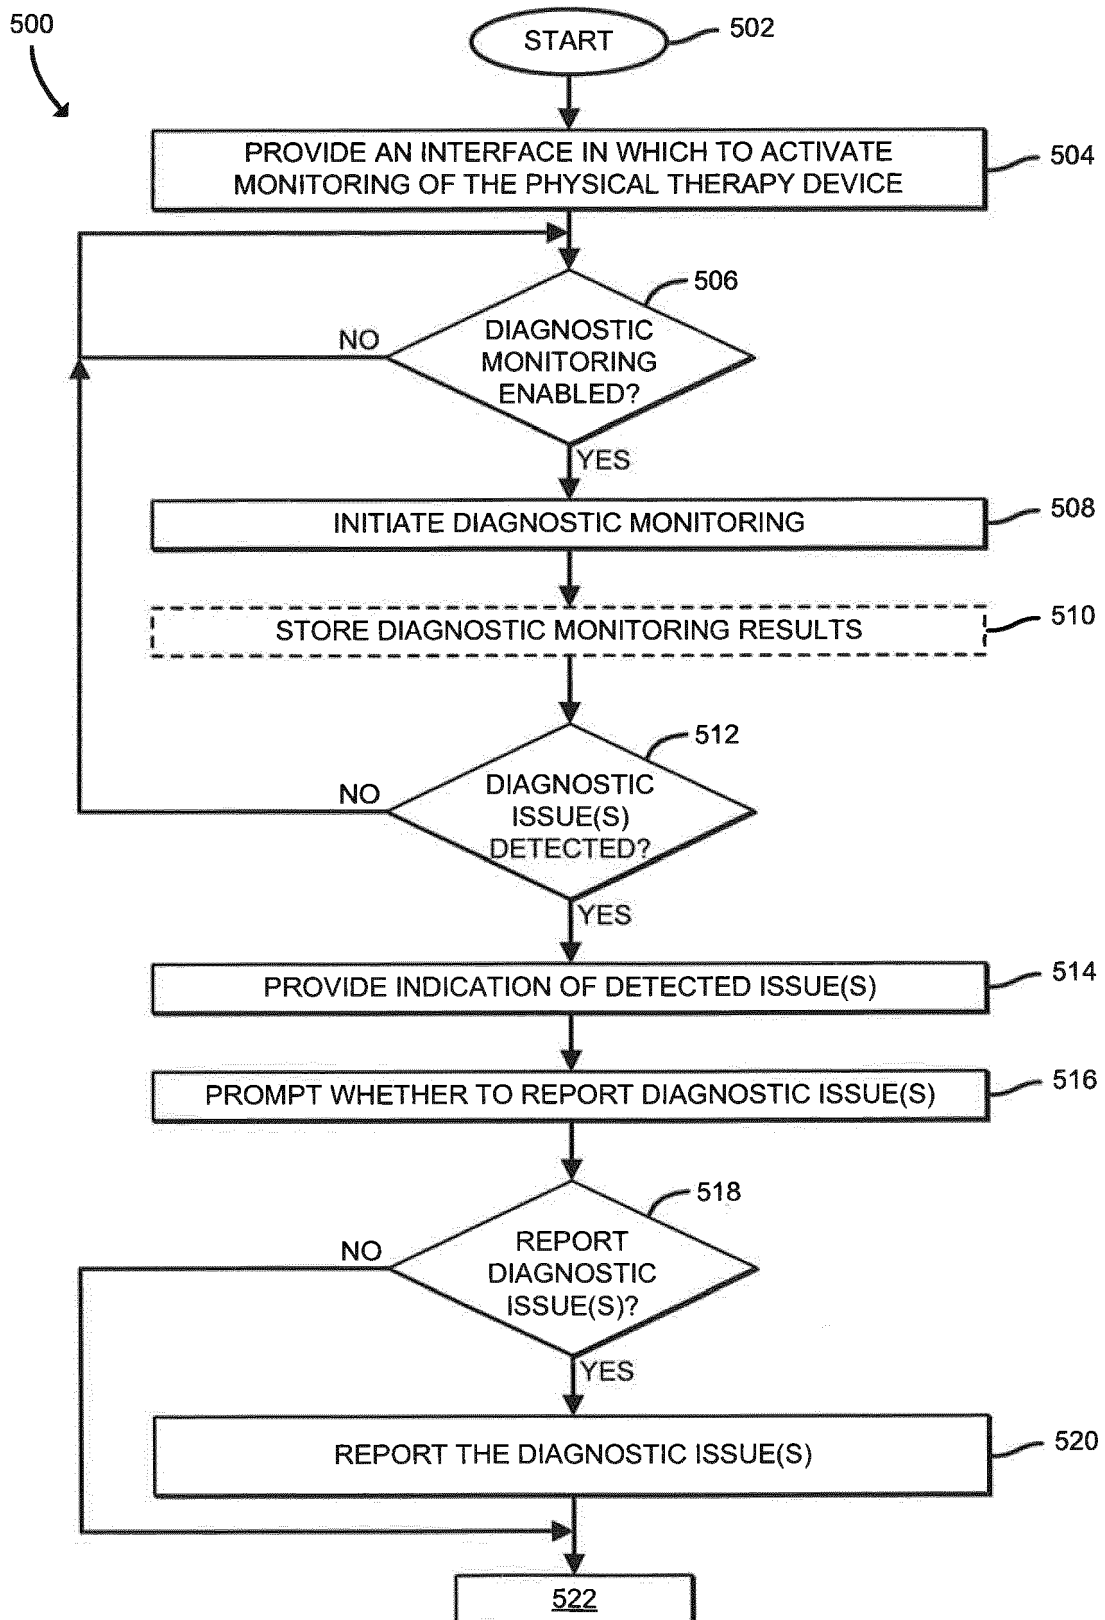 500
START
502
PROVIDE AN INTERFACE IN WHICH TO ACTIVATE
MONITORING OF THE PHYSICAL THERAPY DEVICE
504
506
DIAGNOSTIC
MONITORING
ENABLED?
NO
YES
INITIATE DIAGNOSTIC MONITORING
508
STORE DIAGNOSTIC MONITORING RESULTS
510
512
DIAGNOSTIC
ISSUE(S)
DETECTED?
NO
YES
PROVIDE INDICATION OF DETECTED ISSUE(S)
514
PROMPT WHETHER TO REPORT DIAGNOSTIC ISSUE(S)
516
518
REPORT
DIAGNOSTIC
ISSUE(S)?
NO
YES
REPORT THE DIAGNOSTIC ISSUE(S)
520
522